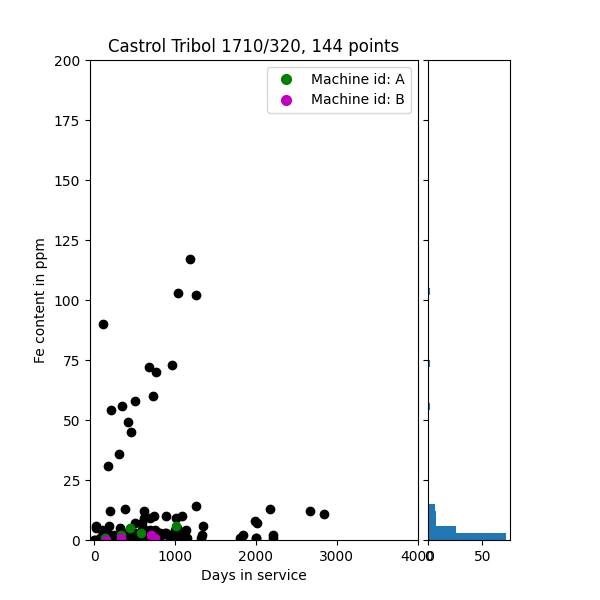 Castrol Tribol 1710/320, 144 points
Machine id: A
Machine id: B
200
175
150
125
100
75
50
25
0
Fe content in ppm
0 1000 2000 3000 4000
0 50
Days in service